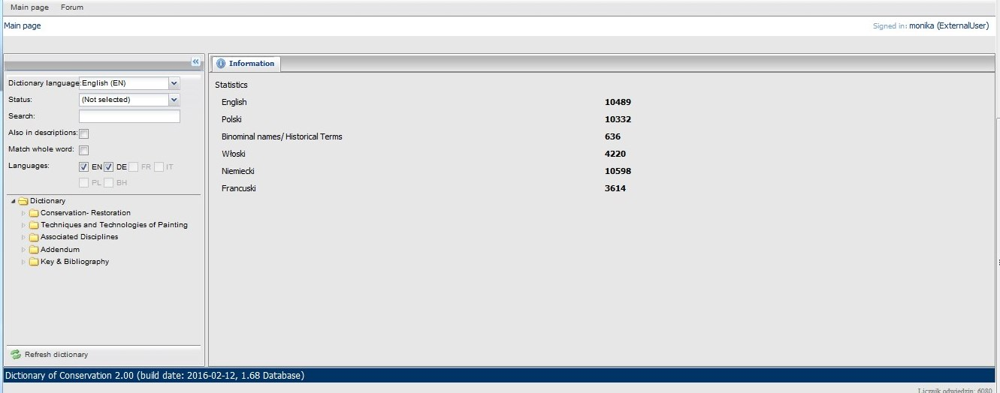 Main page Forum
Main page
Signed in: monika (ExternalUser)
Information
Dictionary language: English (EN)
Status: (Not selected)
Search:
Also in descriptions:
Match whole word:
Languages: EN DE FR IT
PL BH
Dictionary
Conservation- Restoration
Techniques and Technologies of Painting
Associated Disciplines
Addendum
Key & Bibliography
Refresh dictionary
Statistics
English 10489
Polski 10332
Binominal names/ Historical Terms 636
Włoski 4220
Niemiecki 10598
Francuski 3614
Dictionary of Conservation 2.00 (build date: 2016-02-12, 1.68 Database)
Licznik odwiedzin: 6080